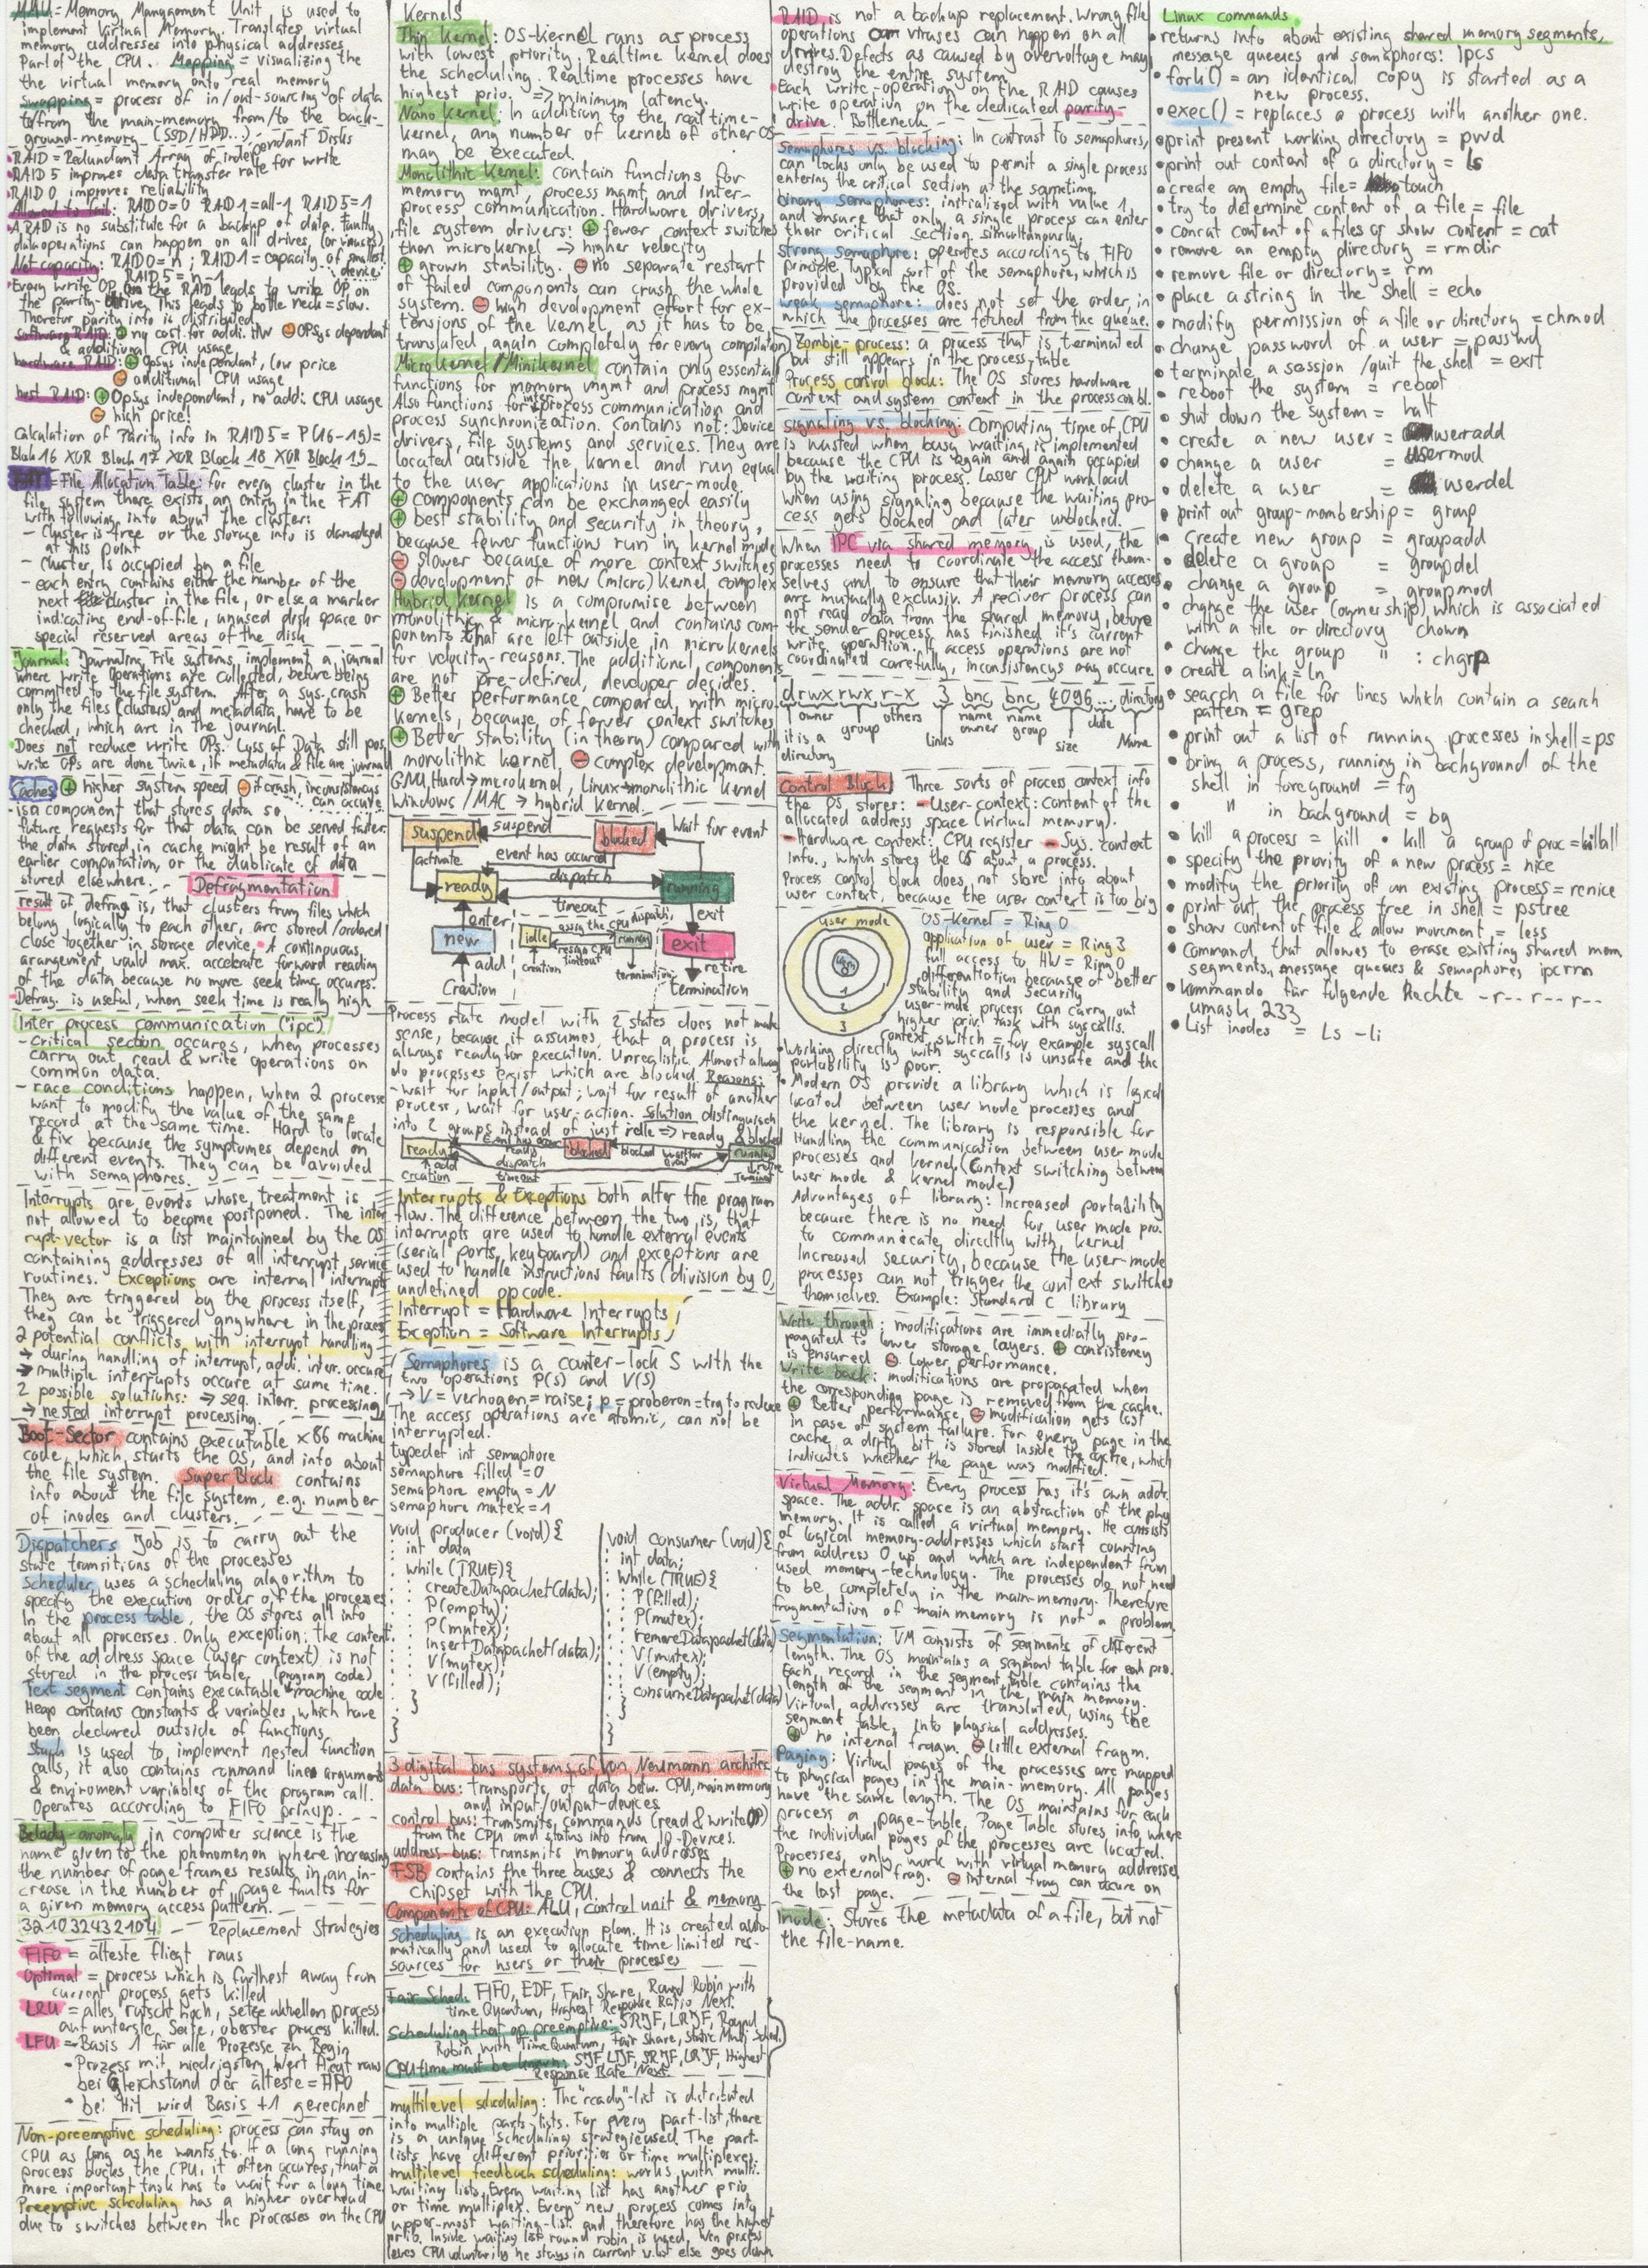 MMU = Memory Management Unit is used to
implement Virtual Memory. Translates virtual
memory addresses into physical addresses.
Part of the CPU. Mapping = visualizing the
the virtual memory onto real memory
Swapping = process of in/out-sourcing of data
to/from the main-memory from/to the back-
ground-memory (SSD/HDD...)
RAID = Redundant Array of independant Disks
RAID 5 improves data transfer rate for write
RAID 0 improves reliability
Allowed to fail: RAID0=0 RAID1=all-1 RAID5=1
A RAID is no substitute for a backup of data. Faulty
data operations can happen on all drives, (or viruses)
Net capacity: RAID0=n; RAID1=capacity of smallest device;
RAID5=n-1
Every write OP on the RAID leads to write OP on
the parity-drive. This leads to bottle neck = slow.
Therefor parity info is distributed
software RAID: + no cost for addi. HW - OPSys dependant
& additional CPU usage
hardware RAID: + Opsys independant, low price
- additional CPU usage
host RAID: + Opsys independant, no addi CPU usage
- high price!
Calculation of Parity info in RAID5 = P(16-19)=
Block 16 XOR Block 17 XOR Block 18 XOR Block 19
FAT = File Allocation Table: for every cluster in the
file system there exists an entry in the FAT
with following info about the cluster:
- Cluster is free or the storage info is damaged
at this point
- Cluster is occupied by a file
- each entry contains either the number of the
next cluster in the file, or else a marker
indicating end-of-file, unused disk space or
special reserved areas of the disk
Journal: Journaling File systems, implement a journal
where write operations are collected, before being
commited to the file system. After a sys. crash
only the files (clusters) and metadata have to be
checked, which are in the journal.
Does not reduce write OPs. Loss of Data still pos
write OPs are done twice, if metadata & file are journal
Caches + higher system speed - if crash, inconsistencys
can accure
- is a component that stores data so
future requests for that data can be served faster.
the data stored in cache might be result of an
earlier computation, or the dublicate of data
stored elsewhere.
Defragmentation
result of defrag is, that clusters from files which
belong logically to each other, are stored/ordered
close together in storage device. A continuous
arangement would max. accelerate forward reading
of the data because no more seek time occures.
Defrag. is useful, when seek time is really high
Inter process communication ("ipc")
- critical section occures, when processes
carry out read & write operations on
common data.
- race conditions happen, when 2 processe
want to modify the value of the same
record at the same time. Hard to locate
& fix because the symptomes depend on
different events. They can be avoided
with semaphores.
Interrupts are events whose treatment is
not allowed to become postponed. The inter
rupt-vector is a list maintained by the OS
containing addresses of all interrupt service
routines. Exceptions are internal interrupts
They are triggered by the process itself,
they can be triggered anywhere in the process
2 potential conflicts with interrupt handling
→ during handling of interrupt, addi. inter. occure
→ multiple interrupts occure at same time.
2 possible solutions: → seq. interr. processing
→ nested interrupt processing.
Boot-Sector contains executable x86 machine
code, which starts the OS, and info about
the file system. Super Block contains
info about the file system, e.g. number
of inodes and clusters.
Dispatchers Job is to carry out the
state transitions of the processes
Scheduler uses a scheduling algorithm to
specify the execution order of the processes
In the process table, the OS stores all info
about all processes. Only exception: the content
of the address space (user context) is not
stored in the process table. (program code)
Text segment contains executable machine code
Heap contains constants & variables, which have
been declared outside of functions
Stack is used to implement nested function
calls, it also contains command line arguments
& enviroment variables of the program call.
Operates according to FIFO princip.
Belady-anomaly in computer science is the
name given to the phenomenon where increasing
the number of page frames results in an in-
crease in the number of page faults for
a given memory access pattern.
321032432104 Replacement Strategies
FIFO = älteste fliegt raus
Optimal = process which is furthest away from
current process, gets killed
LRU = alles rutscht hoch, setze aktuellen process
auf unterste Seite, oberster process killed.
LFU = Basis 1 für alle Prozesse zu Begin
• Prozess mit niedrigstem Wert fliegt raus
bei Gleichstand der älteste = FIFO
• bei Hit wird Basis +1 gerechnet
Non-preemptive scheduling: process can stay on
CPU as long as he wants to. If a long running
process blocks the CPU, it often occures, that a
more important task has to wait for a long time
Preemptive scheduling has a higher overhead
due to switches between the processes on the CPU
Kernels
Thin Kernel: OS-kernel runs as process
with lowest priority. Realtime kernel does
the scheduling. Realtime processes have
highest prio. => minimum latency.
Nano kernel: In addition to the real time-
kernel, any number of kernels of other OS
may be executed.
Monolithic Kernel: contain functions for
memory mgmt, process mgmt and inter-
process communication. Hardware drivers,
file system drivers: + fewer context switches
than microkernel → higher velocity
+ grown stability. - no separate restart
of failed components can crash the whole
system. - high development effort for ex-
tensions of the kernel, as it has to be
translated again completely for every compilation
Micro kernel / Minikernel contain only essential
functions for memory mgmt and process mgmt
Also functions for inter process communication and
process synchronization. Contains not: Device
drivers, file systems and services. They are
located outside the kernel and run equal
to the user applications in user-mode.
+ components can be exchanged easily
+ best stability and security in theory,
because fewer functions run in kernel mode
- slower because of more context switches
- development of new (micro) kernel complex
Hybrid kernel is a compromise between
monolithic & micro-kernel and contains com-
ponents that are left outside in microkernels
for velocity-reasons. The additional components
are not pre-defined, developer decides.
+ Better performance compared with micro
kernels, because of fewer context switches
+ Better stability (in theory) compared with
monolithic kernel. - complex development.
GNU Hurd → microkernel, Linux → monolithic kernel
Windows / MAC → hybrid kernel.
suspend suspend blocked wait for event
activate event has occured
ready dispatch running
timeout
enter assign the CPU dispatch exit
new idle running exit
resign CPU timeout
add creation termination retire
Creation termination
Process state model with 2 states does not make
sense, because it assumes, that a process is
always ready for execution. Unrealistic. Almost always
do processes exist which are blocked Reasons:
- wait for input/output; wait for result of another
process, wait for user-action. Solution distinguisch
into 2 groups instead of just idle => ready & blocked
ready Event has occur blocked blocked wait for event running
ready
dispatch
add timeout
creation
Interrupts & Exceptions both alter the program
flow. The difference between the two is, that
interrupts are used to handle external events
(serial ports, keyboard) and exceptions are
used to handle instructions faults (division by 0,
undefined opcode.
Interrupt = Hardware Interrupts
Exception = Software Interrupts
Semaphores is a counter-lock S with the
two operations P(s) and V(s)
→ V = verhogen = raise; p = proberen = try to reduce
The access operations are atomic, can not be
interrupted.
typedef int semaphore
semaphore filled = 0
semaphore empty = N
semaphore mutex = 1
void producer (void) {
int data
while (TRUE) {
createDatapacket(data);
P(empty);
P(mutex);
insertDatapacket(data);
V(mutex);
V(filled);
}
}
void consumer (void) {
int data;
while (TRUE) {
P(filled);
P(mutex);
removeDatapacket(data)
V(mutex);
V(empty);
consumeDatapacket(data)
}
}
3 digital bus systems of von Neumann architec
data bus: transports of data betw. CPU, main memory
and input/output-devices
control bus: transmits commands (read & write OP)
from the CPU and status info from IO-Devices.
address-bus: transmits memory addresses
FSB contains the three busses & connects the
chipset with the CPU.
Components of CPU: ALU, control unit & memory
Scheduling is an execution plan. It is created auto-
matically and used to allocate time limited res-
sources for users or their processes
Fair Sched: FIFO, EDF, Fair Share, Round Robin with
time Quantum, Highest Response Ratio Next.
Scheduling that op preemptive: SRJF, LRJF, Round
Robin with Time Quantum, Fair share, Static Multi Sched.
CPU time must be known: SJF LJF, SRJF, LRJF, Highest
Response Rate Next
multilevel scheduling: The "ready"-list is distributed
into multiple parts-lists. For every part-list, there
is a unique scheduling strategie used. The part-
lists have different priorities or time multiplexes
multilevel feedback scheduling: works with multi.
waiting lists. Every waiting list has another prio
or time multiplex. Every new process comes into
upper-most waiting-list and therefore has the highest
prio. Inside waiting list round robin is used. Wen process
leaves CPU voluntarily he stays in current w.list else goes down
RAID is not a backup replacement. Wrong file
operations or viruses can happen on all
drives. Defects as caused by overvoltage may
destroy the entire system.
Each write-operation on the RAID causes
write operation on the dedicated parity-
drive. Bottleneck
Semaphores vs. blocking: In contrast to semaphores,
can locks only be used to permit a single process
entering the critical section at the sametime.
binary semaphores: initialized with value 1,
and ensure that only a single process can enter
their critical section simultaneously.
strong semaphore: operates according to FIFO
principle. Typical sort of the semaphore, which is
provided by the OS.
weak semaphore: does not set the order, in
which the processes are fetched from the queue.
Zombie-process: a process that is terminated
but still appears in the process-table
Process control block: The OS stores hardware
context and system context in the process con. bl.
signaling vs. blocking: Computing time of CPU
is wasted when busy waiting is implemented
because the CPU is again and again occupied
by the waiting process. Lesser CPU workload
when using signaling because the waiting pro-
cess gets blocked and later unblocked.
When IPC via shared memory is used, the
processes need to coordinate the access them-
selves and to ensure that their memory accesses
are mutually exclusiv. A reciver process can
not read data from the shared memory, before
the sender process has finished it's current
write operation. If access operations are not
coordinated carefully, inconsistencys may occure
drwx rwx r-x 3 bnc bnc 4096 ... directory
owner others name name date
it is a group links owner group size Name
directory
Control Block Three sorts of process context info
the OS stores: - User-context: content of the
allocated address space (virtual memory).
- Hardware context: CPU register - Sys. context
Info., which stores the OS about a process.
Process control block does not store info about
user context, because the user context is too big
user mode
1
2
3
OS-Kernel = Ring 0
application of user = Ring 3
full access to HW = Ring 0
differentiation because of better
stability and security
user-mode process can carry out
higher priv. task with syscalls.
Context switch = for example syscall
• Working directly with syscalls is unsafe and the
portability is poor.
• Modern OS provide a library which is logical
located between user mode processes and
the kernel. The library is responsible for
Handling the communication between user mode
processes and kernel. (Context switching between
user mode & kernel mode)
Advantages of library: Increased portability
because there is no need for user mode pro.
to communicate directly with kernel
Increased security, because the user-mode
processes can not trigger the context switches
themselves. Example: Standard C library
Write through: modifications are immediatly pro-
pagated to lower storage layers. + consistency
is ensured - Lower performance.
Write back: modifications are propagated when
the corresponding page is removed from the cache.
+ Better performance - modification gets lost
in case of system failure. For every page in the
cache, a dirty bit is stored inside the cache, which
indicates whether the page was modified.
Virtual Memory: Every process has it's own addr.
space. The addr. space is an abstraction of the phy
memory. It is called a virtual memory. He consists
of logical memory-addresses which start counting
from address 0 up and which are independent from
used memory-technology. The processes do not need
to be completely in the main-memory. Therefore
fragmentation of main memory is not a problem
Segmentation: VM consists of segments of different
length. The OS maintains a segment table for each pro.
Each record in the segment table contains the
length of the segment in the main memory.
Virtual addresses are translated, using the
segment table, into physical addresses.
+ no internal fragm. - little external fragm.
Paging: Virtual pages of the processes are mapped
to physical pages in the main-memory. All pages
have the same length. The OS maintains for each
process a page-table. Page Table stores info, where
the individual pages of the processes are located.
Processes only work with virtual memory addresses
+ no external frag. - internal frag can accure on
the last page.
Inode: Stores the metadata of a file, but not
the file-name.
Linux commands
• returns info about existing shared memory segments,
message queues and semaphores: ipcs
• fork() = an identical copy is started as a
new process.
• exec() = replaces a process with another one.
• print present working directory = pwd
• print out content of a directory = ls
• create an empty file = touch
• try to determine content of a file = file
• concat content of a files or show content = cat
• remove an empty directory = rmdir
• remove file or directory = rm
• place a string in the shell = echo
• modify permission of a file or directory = chmod
• change password of a user = passwd
• terminate a session /quit the shell = exit
• reboot the system = reboot
• shut down the system = halt
• create a new user = useradd
• change a user = usermod
• delete a user = userdel
• print out group-membership = group
• create new group = groupadd
• delete a group = groupdel
• change a group = groupmod
• change the user (ownership) which is associated
with a file or directory chown
• change the group " : chgrp
• create a link = ln
• search a file for lines which contain a search
pattern = grep
• print out a list of running processes in shell = ps
• bring a process, running in background of the
shell in foreground = fg
• " in background = bg
• kill a process = kill • kill a group of proc = killall
• specify the prority of a new process = nice
• modify the priority of an existing process = renice
• print out the process tree in shell = pstree
• show content of file & allow movement = less
• Command, that allowes to erase existing shared mem
segments, message queues & semaphores, ipcrm
• Kommando für folgende Rechte -r-- r-- r--
umask 233
• List inodes = ls -li